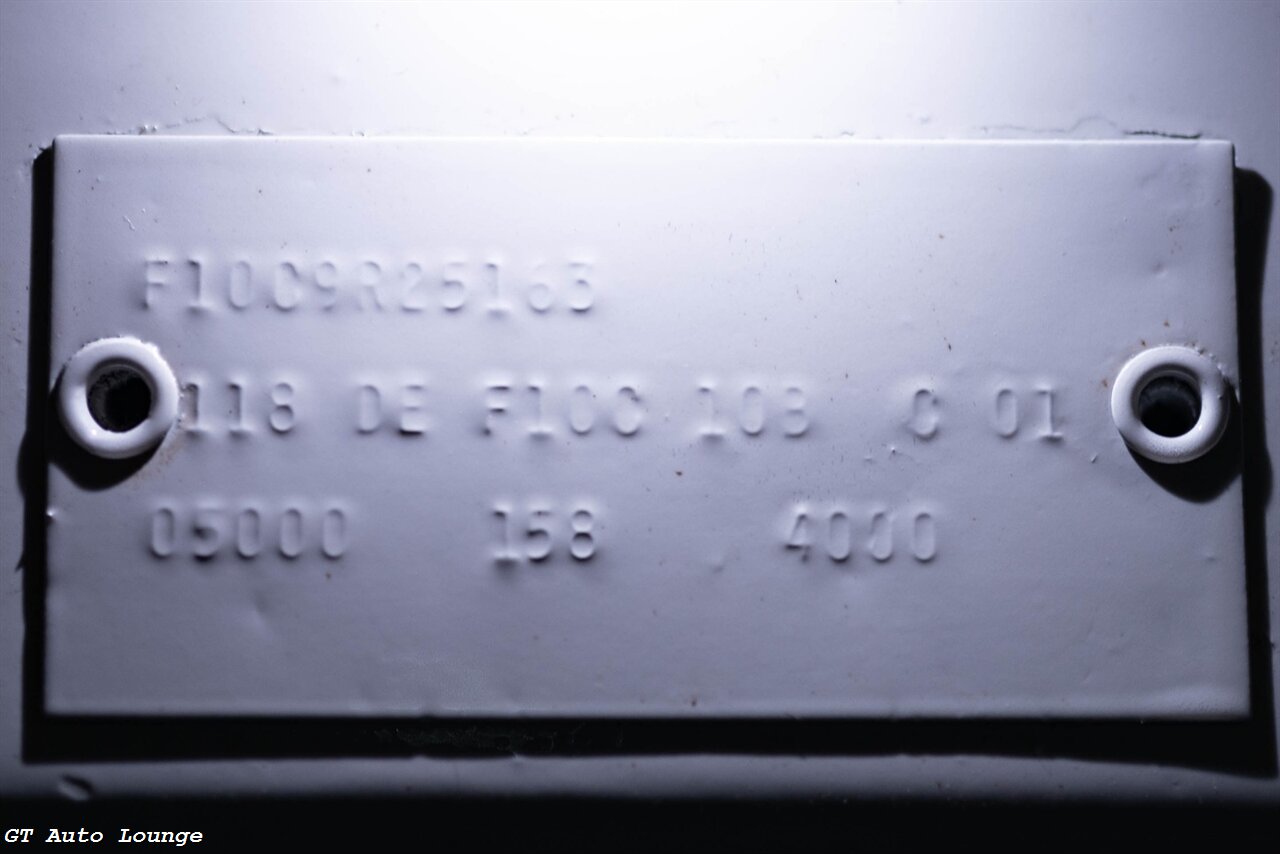 F10C9R25163
118 DE F10C 103 C 01
05000 158 4000
GT Auto Lounge